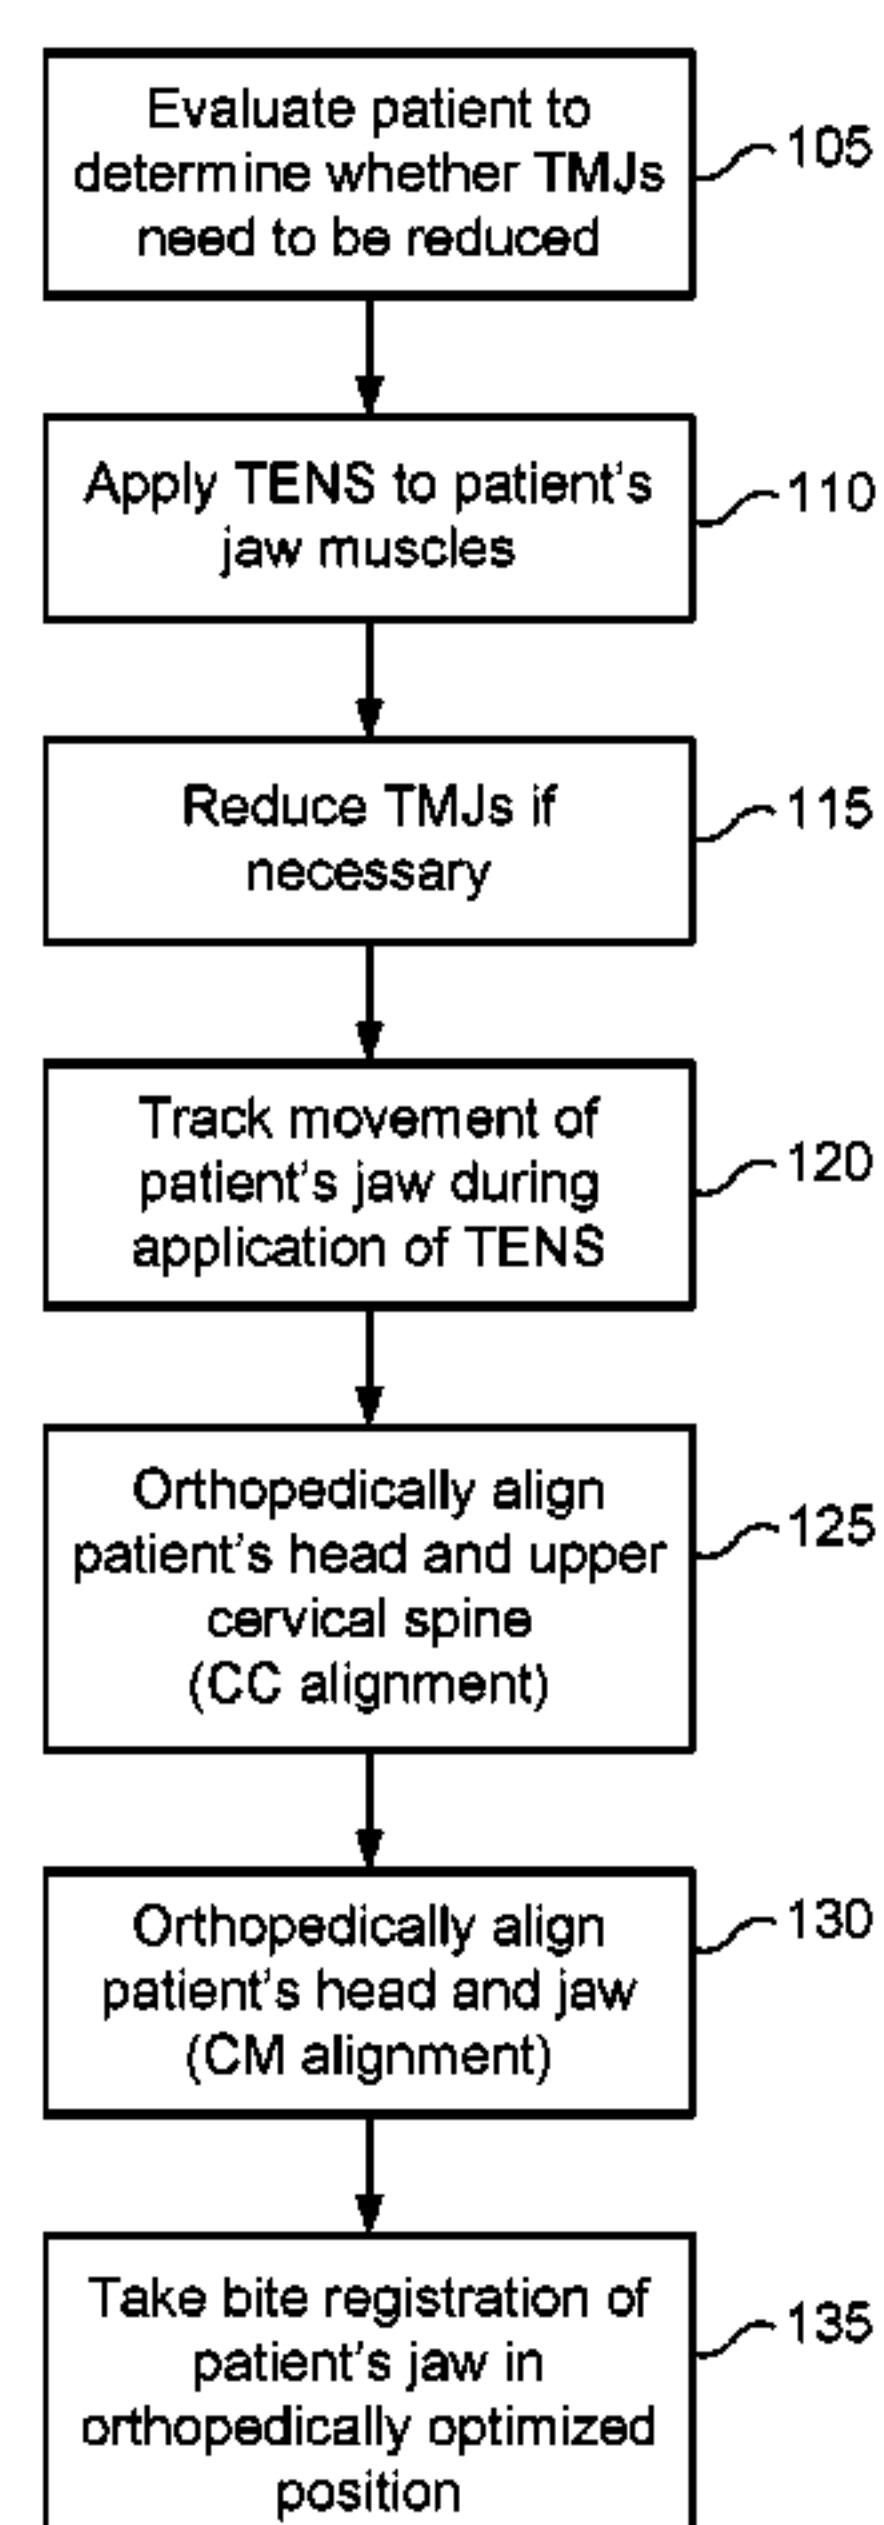 Evaluate patient to
determine whether TMJs
need to be reduced
105
Apply TENS to patient's
jaw muscles
110
Reduce TMJs if
necessary
115
Track movement of
patient's jaw during
application of TENS
120
Orthopedically align
patient's head and upper
cervical spine
(CC alignment)
125
Orthopedically align
patient's head and jaw
(CM alignment)
130
Take bite registration of
patient's jaw in
orthopedically optimized
position
135